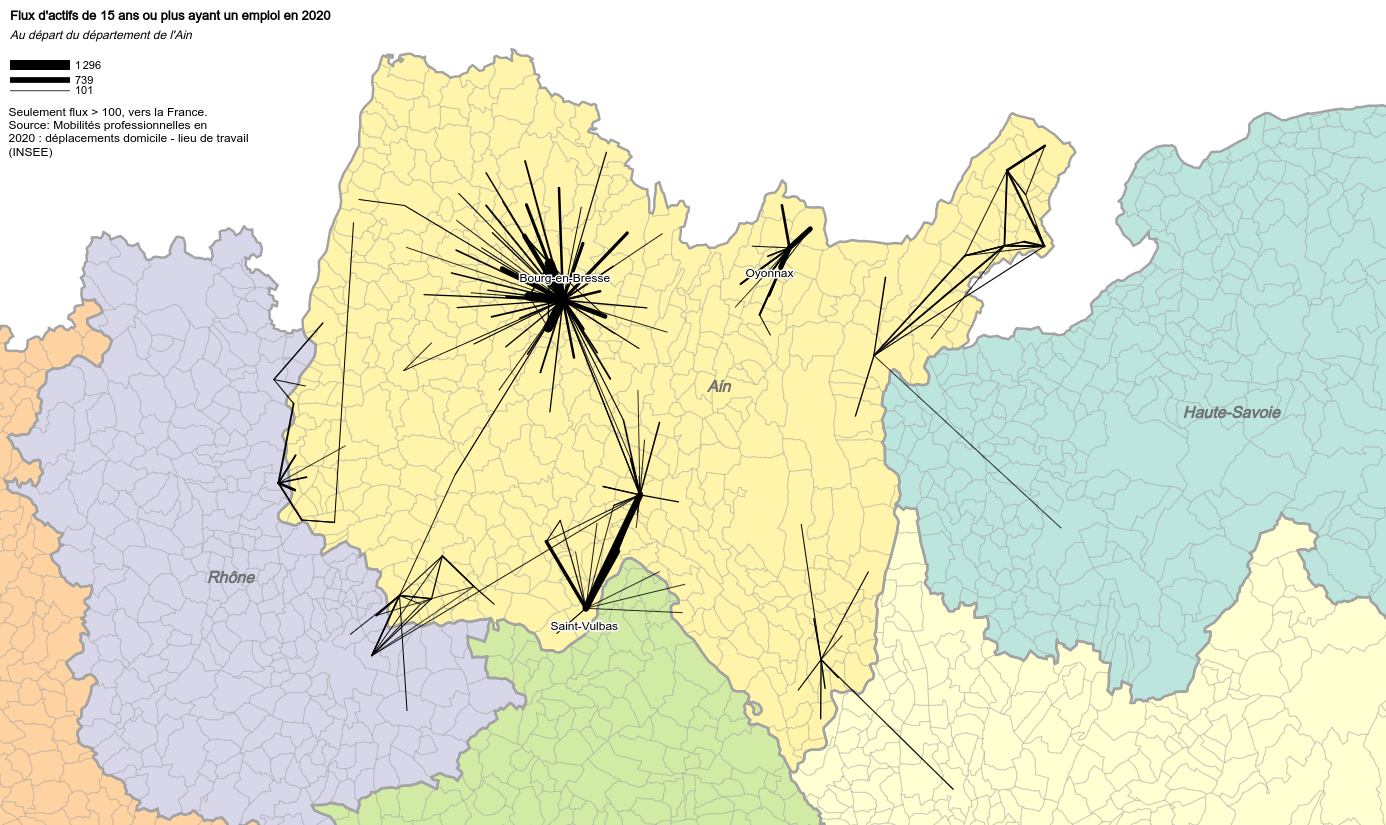 Flux d'actifs de 15 ans ou plus ayant un emploi en 2020
Au départ du département de l'Ain
1 296
739
101
Seulement flux > 100, vers la France.
Source: Mobilités professionnelles en
2020 : déplacements domicile - lieu de travail
(INSEE)
Bourg-en-Bresse
Oyonnax
Ain
Haute-Savoie
Rhône
Saint-Vulbas